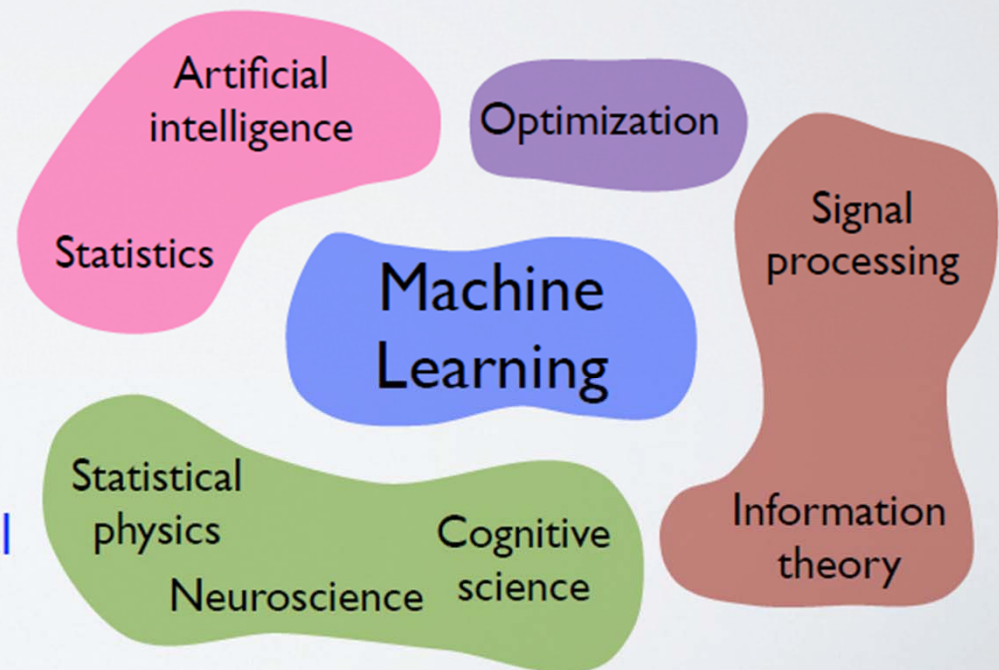 Artificial
intelligence
Statistics
Optimization
Signal
processing
Machine
Learning
Statistical
physics
Neuroscience
Cognitive
science
Information
theory